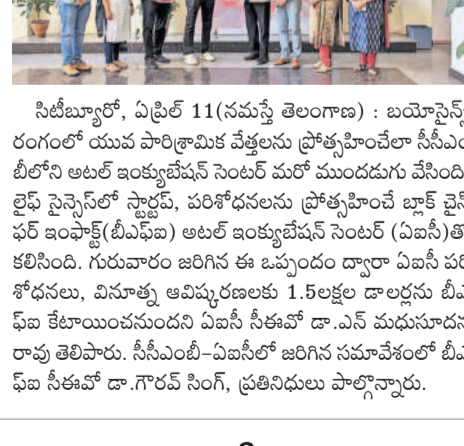 సిటీబ్యూరో, ఏప్రిల్ 11(నమస్తే తెలంగాణ) : బయోసైన్స్
రంగంలో యువ పారిశ్రామిక వేత్తలను ప్రోత్సహించేలా సీసీఎం
బీలోని అటల్ ఇంక్యుబేషన్ సెంటర్ మరో ముందడుగు వేసింది
లైఫ్ సైన్సెస్‌లో స్టార్టప్, పరిశోధనలను ప్రోత్సహించే బ్లాక్ చైన్
ఫర్ ఇంఫాక్ట్(బీఎఫ్ఐ) అటల్ ఇంక్యుబేషన్ సెంటర్ (ఏఐసీ)తో
కలిసింది. గురువారం జరిగిన ఈ ఒప్పందం ద్వారా ఏఐసీ పరి
శోధనలు, వినూత్న ఆవిష్కరణలకు 1.5లక్షల డాలర్లను బీఎ
ఫ్ఐ కేటాయించనుందని ఏఐసీ సీఈవో డా.ఎన్ మధుసూదన
రావు తెలిపారు. సీసీఎంబీ-ఏఐసీలో జరిగిన సమావేశంలో బీఎ
ఫ్ఐ సీఈవో డా.గౌరవ్ సింగ్, ప్రతినిధులు పాల్గొన్నారు.